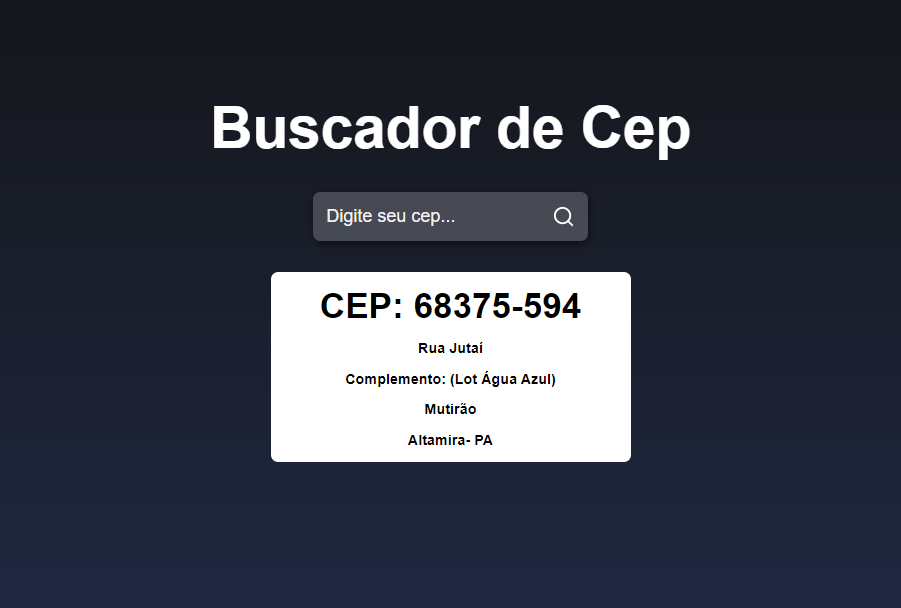 Buscador de Cep
Digite seu cep...
CEP: 68375-594
Rua Jutaí
Complemento: (Lot Água Azul)
Mutirão
Altamira- PA